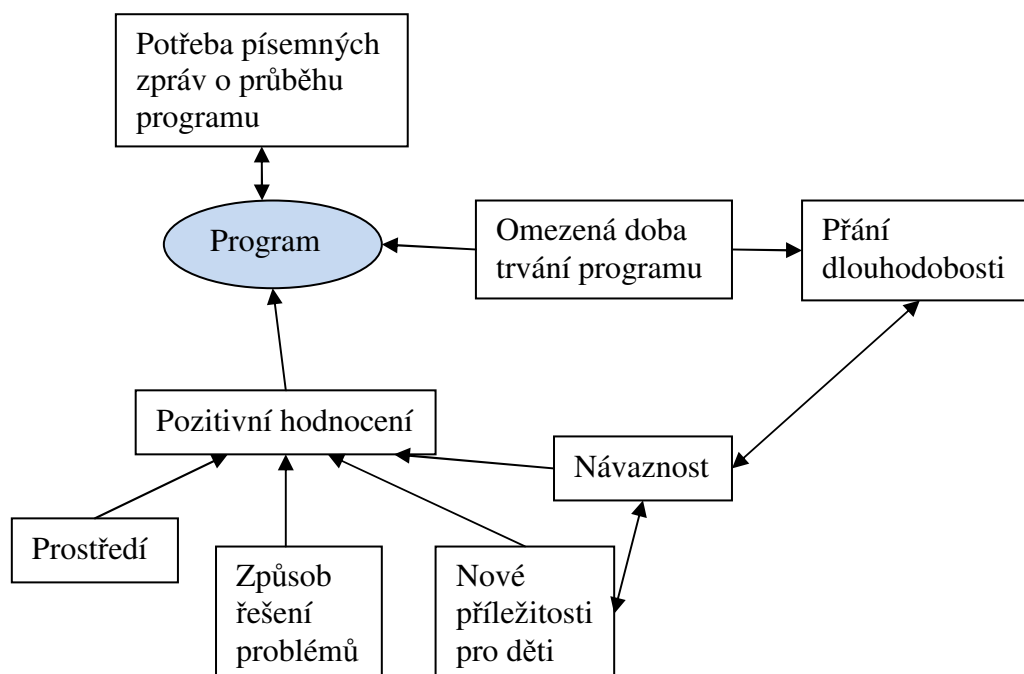 Potřeba písemných
zpráv o průběhu
programu
Program
Omezená doba
trvání programu
Přání
dlouhodobosti
Pozitivní hodnocení
Návaznost
Prostředí
Způsob
řešení
problémů
Nové
příležitosti
pro děti